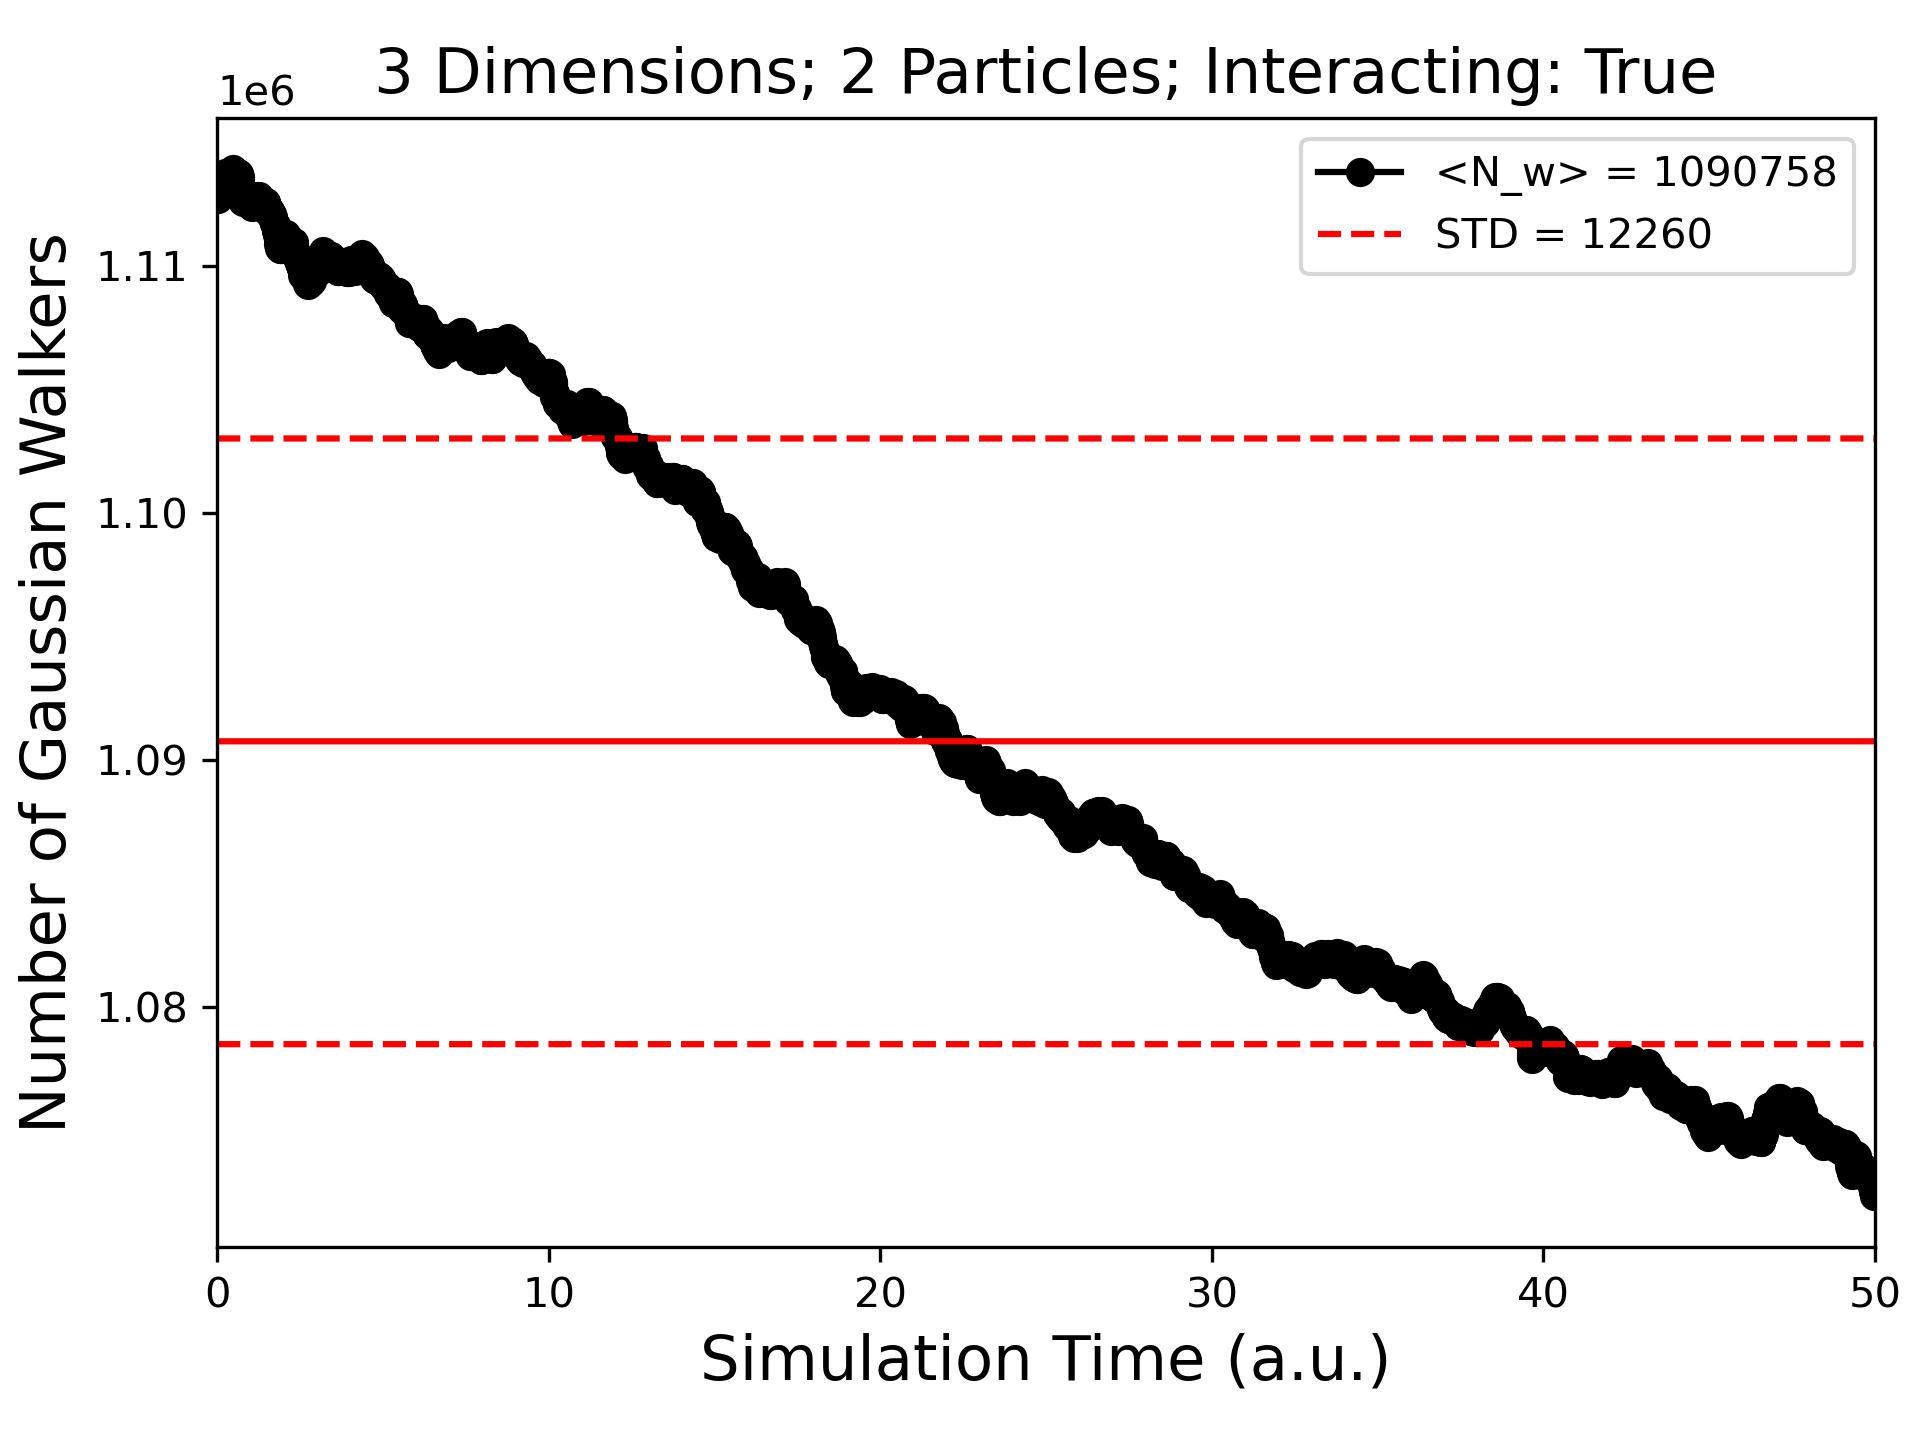 3 Dimensions; 2 Particles; Interacting: True
1e6
<N_w> = 1090758
STD = 12260
Number of Gaussian Walkers
1.11
1.10
1.09
1.08
0 10 20 30 40 50
Simulation Time (a.u.)